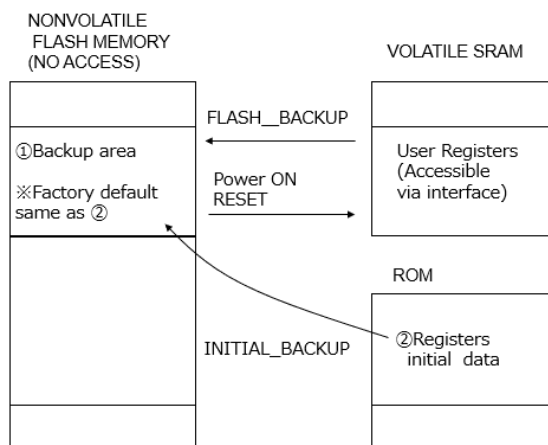 NONVOLATILE
FLASH MEMORY
(NO ACCESS)
VOLATILE SRAM
FLASH__BACKUP
①Backup area
※Factory default
same as ②
Power ON
RESET
User Registers
(Accessible
via interface)
ROM
INITIAL_BACKUP
②Registers
initial data